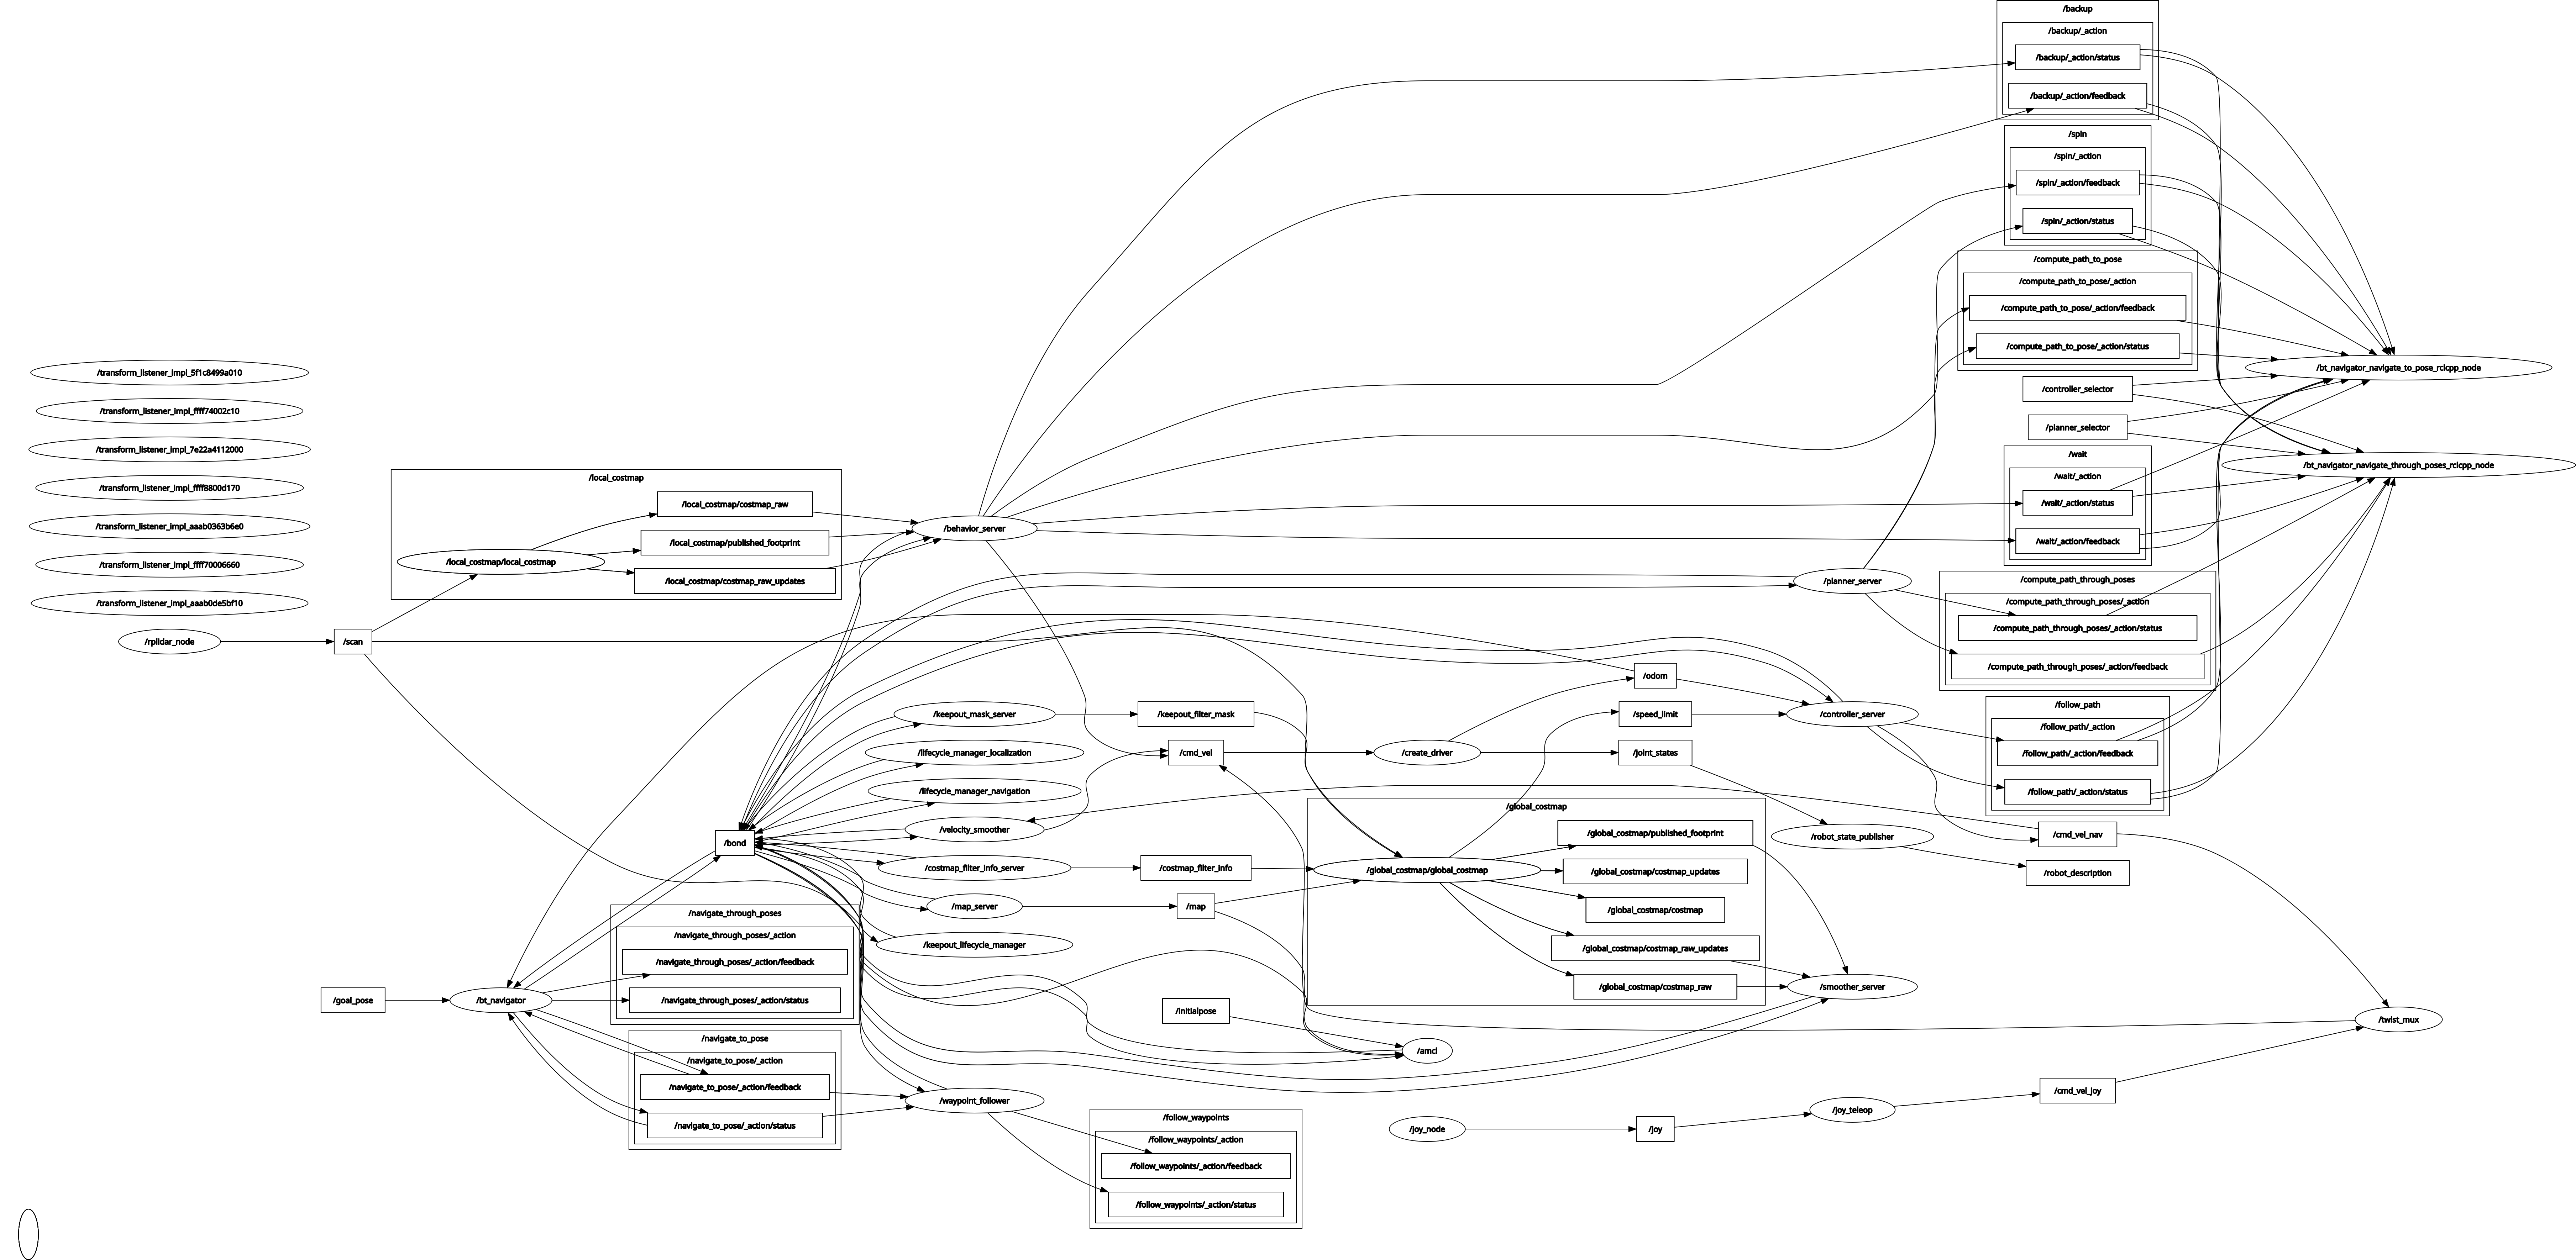 /backup
/backup/_action
/backup/_action/status
/backup/_action/feedback
/spin
/spin/_action
/spin/_action/feedback
/spin/_action/status
/compute_path_to_pose
/compute_path_to_pose/_action
/compute_path_to_pose/_action/feedback
/compute_path_to_pose/_action/status
/bt_navigator_navigate_to_pose_rclcpp_node
/controller_selector
/planner_selector
/bt_navigator_navigate_through_poses_rclcpp_node
/wait
/wait/_action
/wait/_action/status
/wait/_action/feedback
/compute_path_through_poses
/compute_path_through_poses/_action
/compute_path_through_poses/_action/status
/compute_path_through_poses/_action/feedback
/follow_path
/follow_path/_action
/follow_path/_action/feedback
/follow_path/_action/status
/transform_listener_impl_5f1c8499a010
/transform_listener_impl_ffff74002c10
/transform_listener_impl_7e22a4112000
/transform_listener_impl_ffff8800d170
/transform_listener_impl_aaab0363b6e0
/transform_listener_impl_ffff70006660
/transform_listener_impl_aaab0de5bf10
/rplidar_node
/scan
/local_costmap
/local_costmap/costmap_raw
/local_costmap/published_footprint
/local_costmap/local_costmap
/local_costmap/costmap_raw_updates
/behavior_server
/planner_server
/odom
/keepout_mask_server
/keepout_filter_mask
/speed_limit
/controller_server
/lifecycle_manager_localization
/cmd_vel
/create_driver
/joint_states
/lifecycle_manager_navigation
/velocity_smoother
/bond
/costmap_filter_info_server
/costmap_filter_info
/map_server
/map
/keepout_lifecycle_manager
/global_costmap
/global_costmap/published_footprint
/global_costmap/global_costmap
/global_costmap/costmap_updates
/global_costmap/costmap
/global_costmap/costmap_raw_updates
/global_costmap/costmap_raw
/robot_state_publisher
/cmd_vel_nav
/robot_description
/smoother_server
/twist_mux
/navigate_through_poses
/navigate_through_poses/_action
/navigate_through_poses/_action/feedback
/navigate_through_poses/_action/status
/goal_pose
/bt_navigator
/navigate_to_pose
/navigate_to_pose/_action
/navigate_to_pose/_action/feedback
/navigate_to_pose/_action/status
/initialpose
/amcl
/waypoint_follower
/follow_waypoints
/follow_waypoints/_action
/follow_waypoints/_action/feedback
/follow_waypoints/_action/status
/joy_node
/joy
/joy_teleop
/cmd_vel_joy